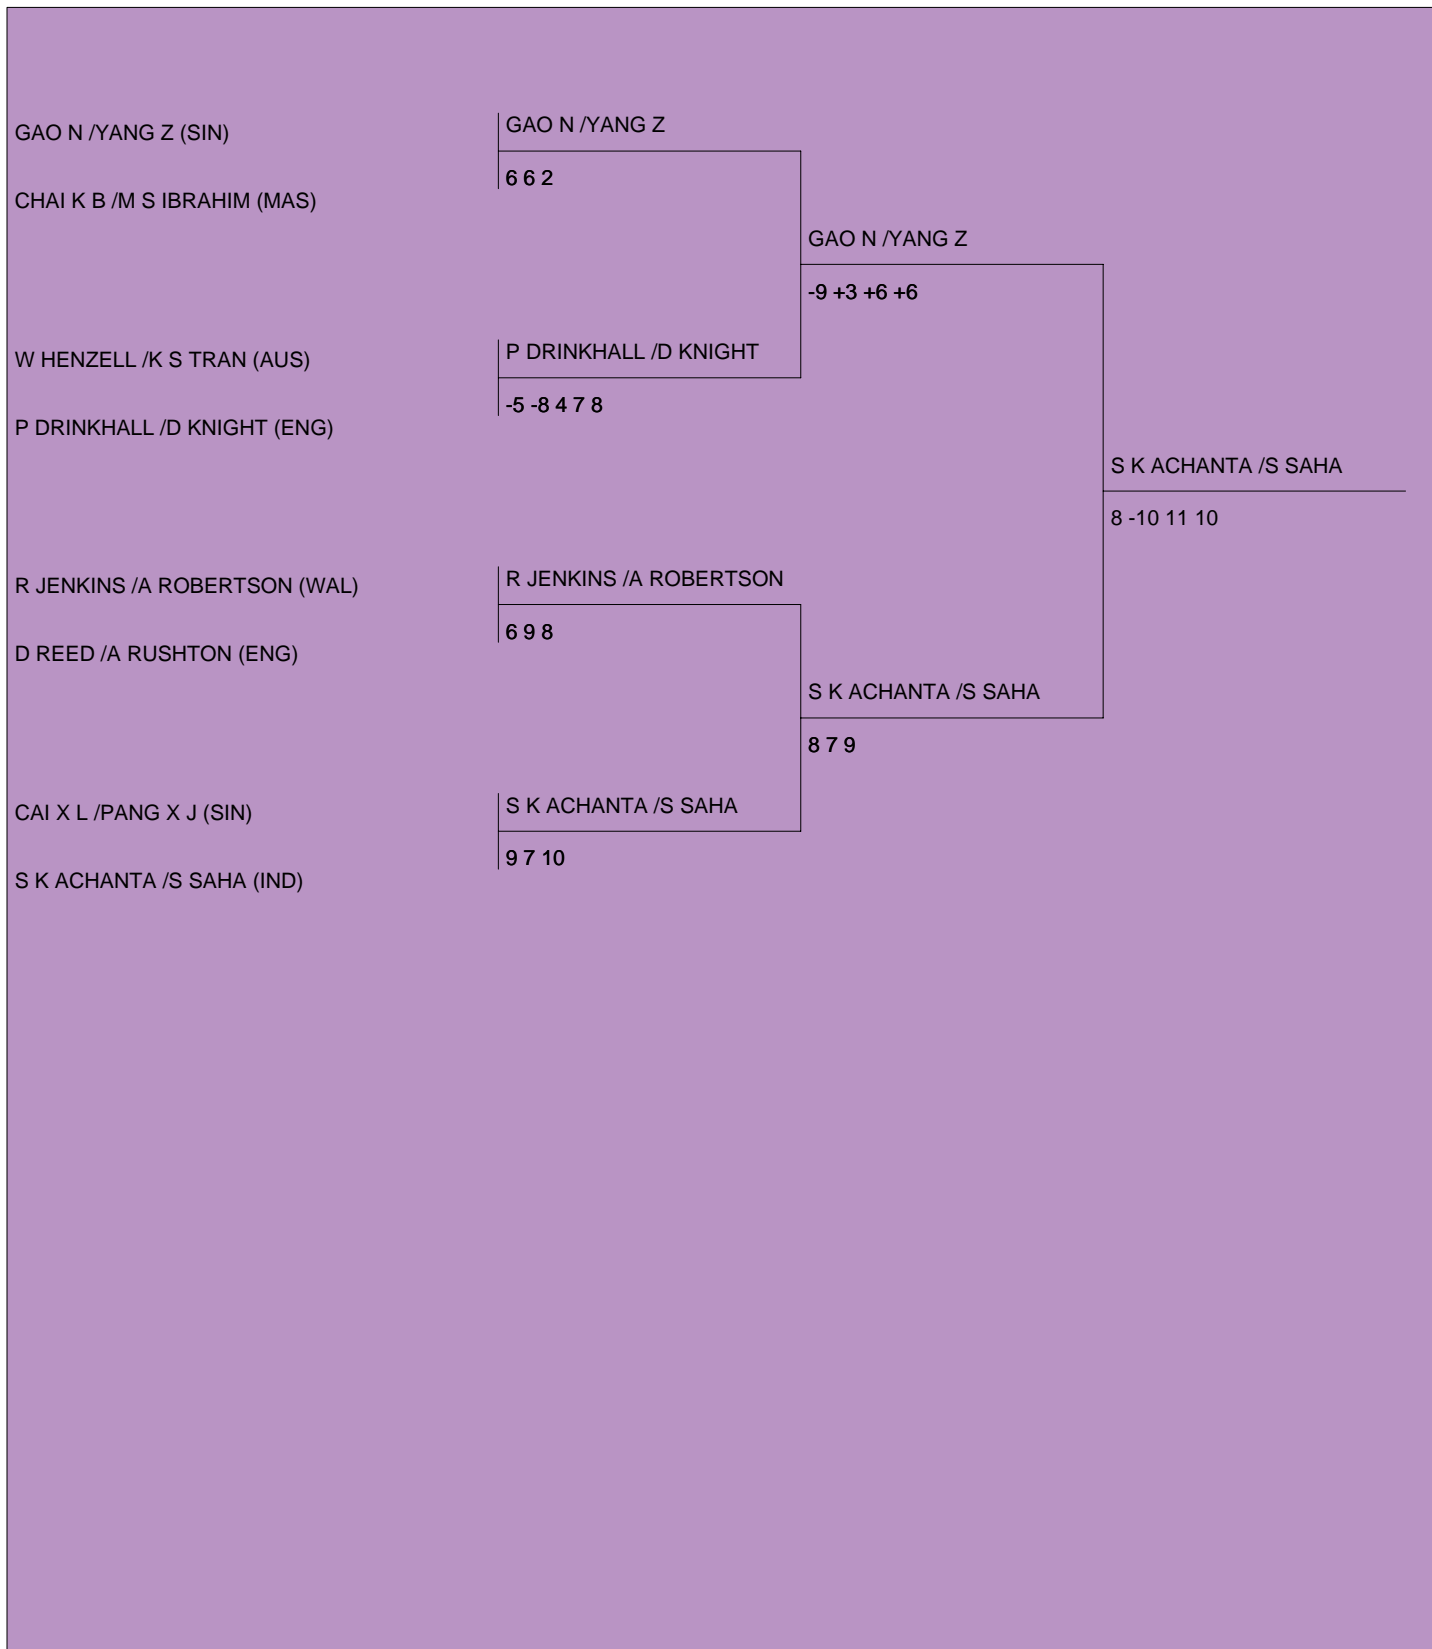 GAO N /YANG Z (SIN)
CHAI K B /M S IBRAHIM (MAS)
W HENZELL /K S TRAN (AUS)
P DRINKHALL /D KNIGHT (ENG)
R JENKINS /A ROBERTSON (WAL)
D REED /A RUSHTON (ENG)
CAI X L /PANG X J (SIN)
S K ACHANTA /S SAHA (IND)
GAO N /YANG Z
6 6 2
P DRINKHALL /D KNIGHT
-5 -8 4 7 8
R JENKINS /A ROBERTSON
6 9 8
S K ACHANTA /S SAHA
9 7 10
GAO N /YANG Z
-9 +3 +6 +6
S K ACHANTA /S SAHA
8 7 9
S K ACHANTA /S SAHA
8 -10 11 10